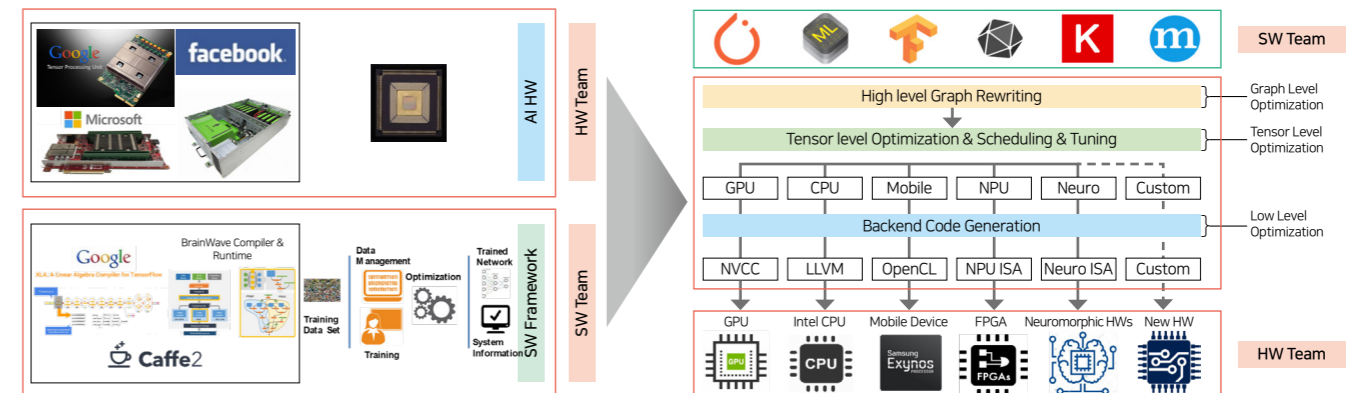 Google
Tensor Processing Unit
facebook.
Microsoft
AI HW
HW Team
Google
XLA: A Linear Algebra Compiler for Tensorflow
BrainWave Compiler &
Runtime
Caffe2
Training
Data Set
Data
Management
Optimization
Training
Trained
Network
System
Information
SW Framework
SW Team
ML
K
m
SW Team
High level Graph Rewriting
Graph Level
Optimization
Tensor level Optimization & Scheduling & Tuning
Tensor Level
Optimization
GPU
CPU
Mobile
NPU
Neuro
Custom
Backend Code Generation
Low Level
Optimization
NVCC
LLVM
OpenCL
NPU ISA
Neuro ISA
Custom
GPU
Intel CPU
Mobile Device
FPGA
Neuromorphic HWs
New HW
GPU
CPU
Samsung
Exynos
PROCESSOR
FPGAs
HW Team